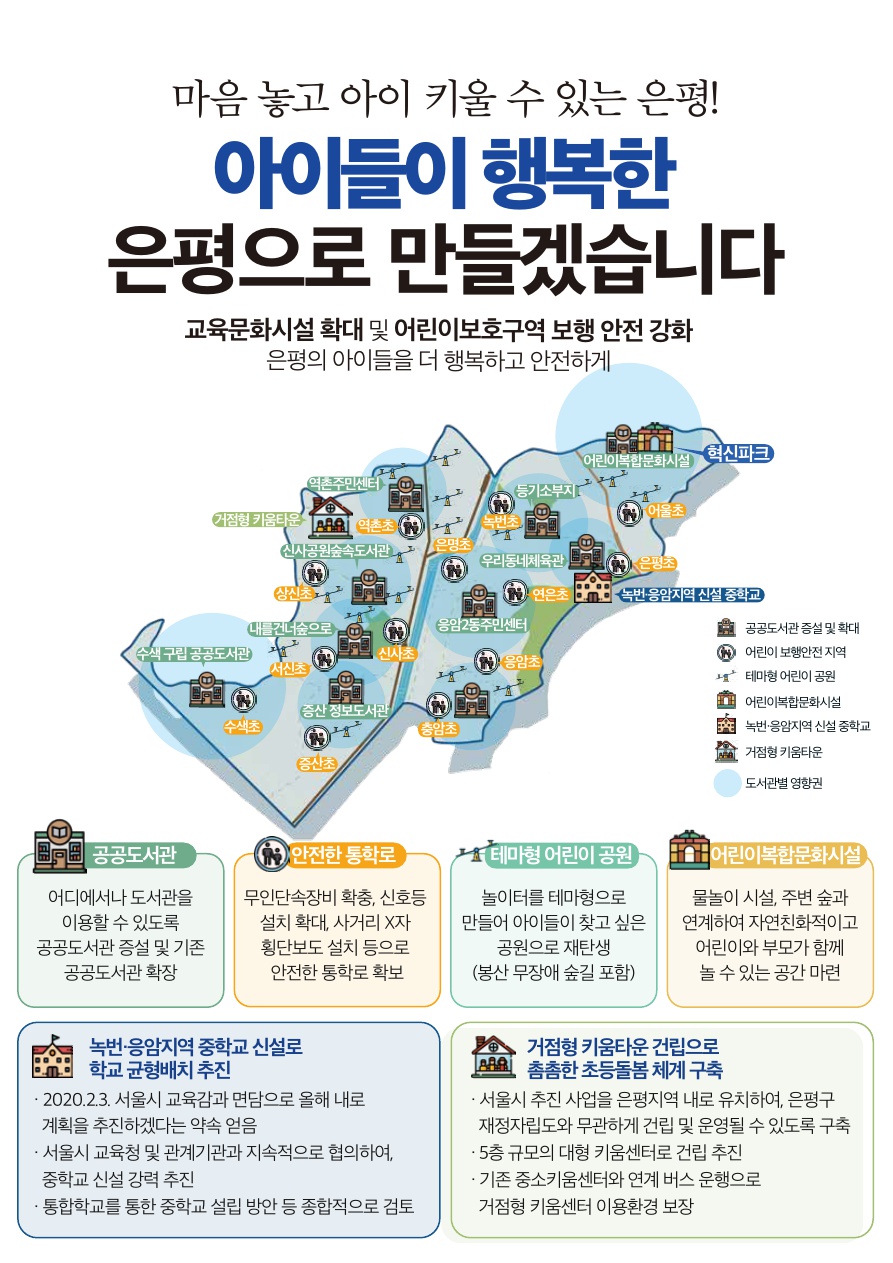 마음 놓고 아이 키울 수 있는 은평!
아이들이 행복한
은평으로 만들겠습니다
교육문화시설 확대 및 어린이보호구역 보행 안전 강화
은평의 아이들을 더 행복하고 안전하게
혁신파크
어린이복합문화시설
역촌주민센터
등기소부지
거점형 키움타운
역촌초
녹번초
어울초
은명초
신사공원숲속도서관
우리동네체육관
은평초
상신초
연은초
녹번·응암지역 신설 중학교
내를건너숲으로
응암2동주민센터
신사초
수색 구립 공공도서관
서신초
응암초
증산 정보도서관
수색초
충암초
증산초
공공도서관 증설 및 확대
어린이 보행안전 지역
테마형 어린이 공원
어린이복합문화시설
녹번·응암지역 신설 중학교
거점형 키움타운
도서관별 영향권
공공도서관
어디에서나 도서관을
이용할 수 있도록
공공도서관 증설 및 기존
공공도서관 확장
안전한 통학로
무인단속장비 확충, 신호등
설치 확대, 사거리 X자
횡단보도 설치 등으로
안전한 통학로 확보
테마형 어린이 공원
놀이터를 테마형으로
만들어 아이들이 찾고 싶은
공원으로 재탄생
(봉산 무장애 숲길 포함)
어린이복합문화시설
물놀이 시설, 주변 숲과
연계하여 자연친화적이고
어린이와 부모가 함께
놀 수 있는 공간 마련
녹번·응암지역 중학교 신설로
학교 균형배치 추진
· 2020.2.3. 서울시 교육감과 면담으로 올해 내로
계획을 추진하겠다는 약속 얻음
· 서울시 교육청 및 관계기관과 지속적으로 협의하여,
중학교 신설 강력 추진
· 통합학교를 통한 중학교 설립 방안 등 종합적으로 검토
거점형 키움타운 건립으로
촘촘한 초등돌봄 체계 구축
· 서울시 추진 사업을 은평지역 내로 유치하여, 은평구
재정자립도와 무관하게 건립 및 운영될 수 있도록 구축
· 5층 규모의 대형 키움센터로 건립 추진
· 기존 중소키움센터와 연계 버스 운행으로
거점형 키움센터 이용환경 보장